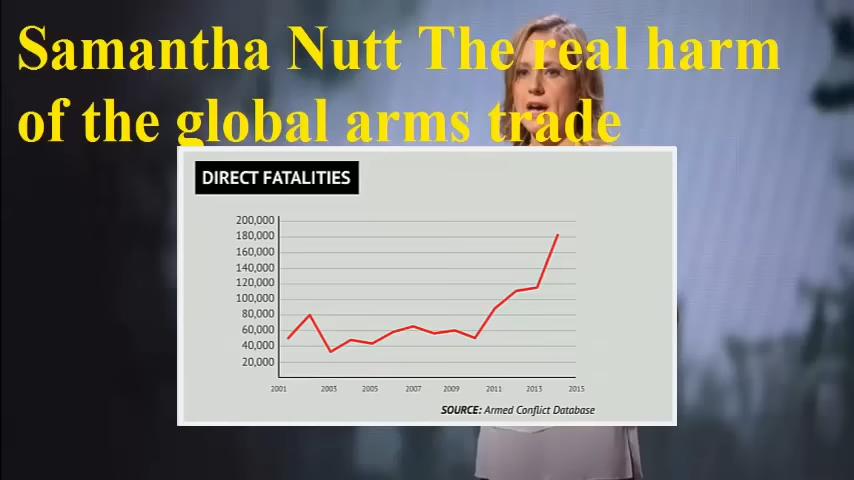 Samantha Nutt The real harm
of the global arms trade
DIRECT FATALITIES
200,000
180,000
160,000
140,000
120,000
100,000
80,000
60,000
40,000
20,000
2001 2003 2005 2007 2009 2011 2013 2015
SOURCE: Armed Conflict Database